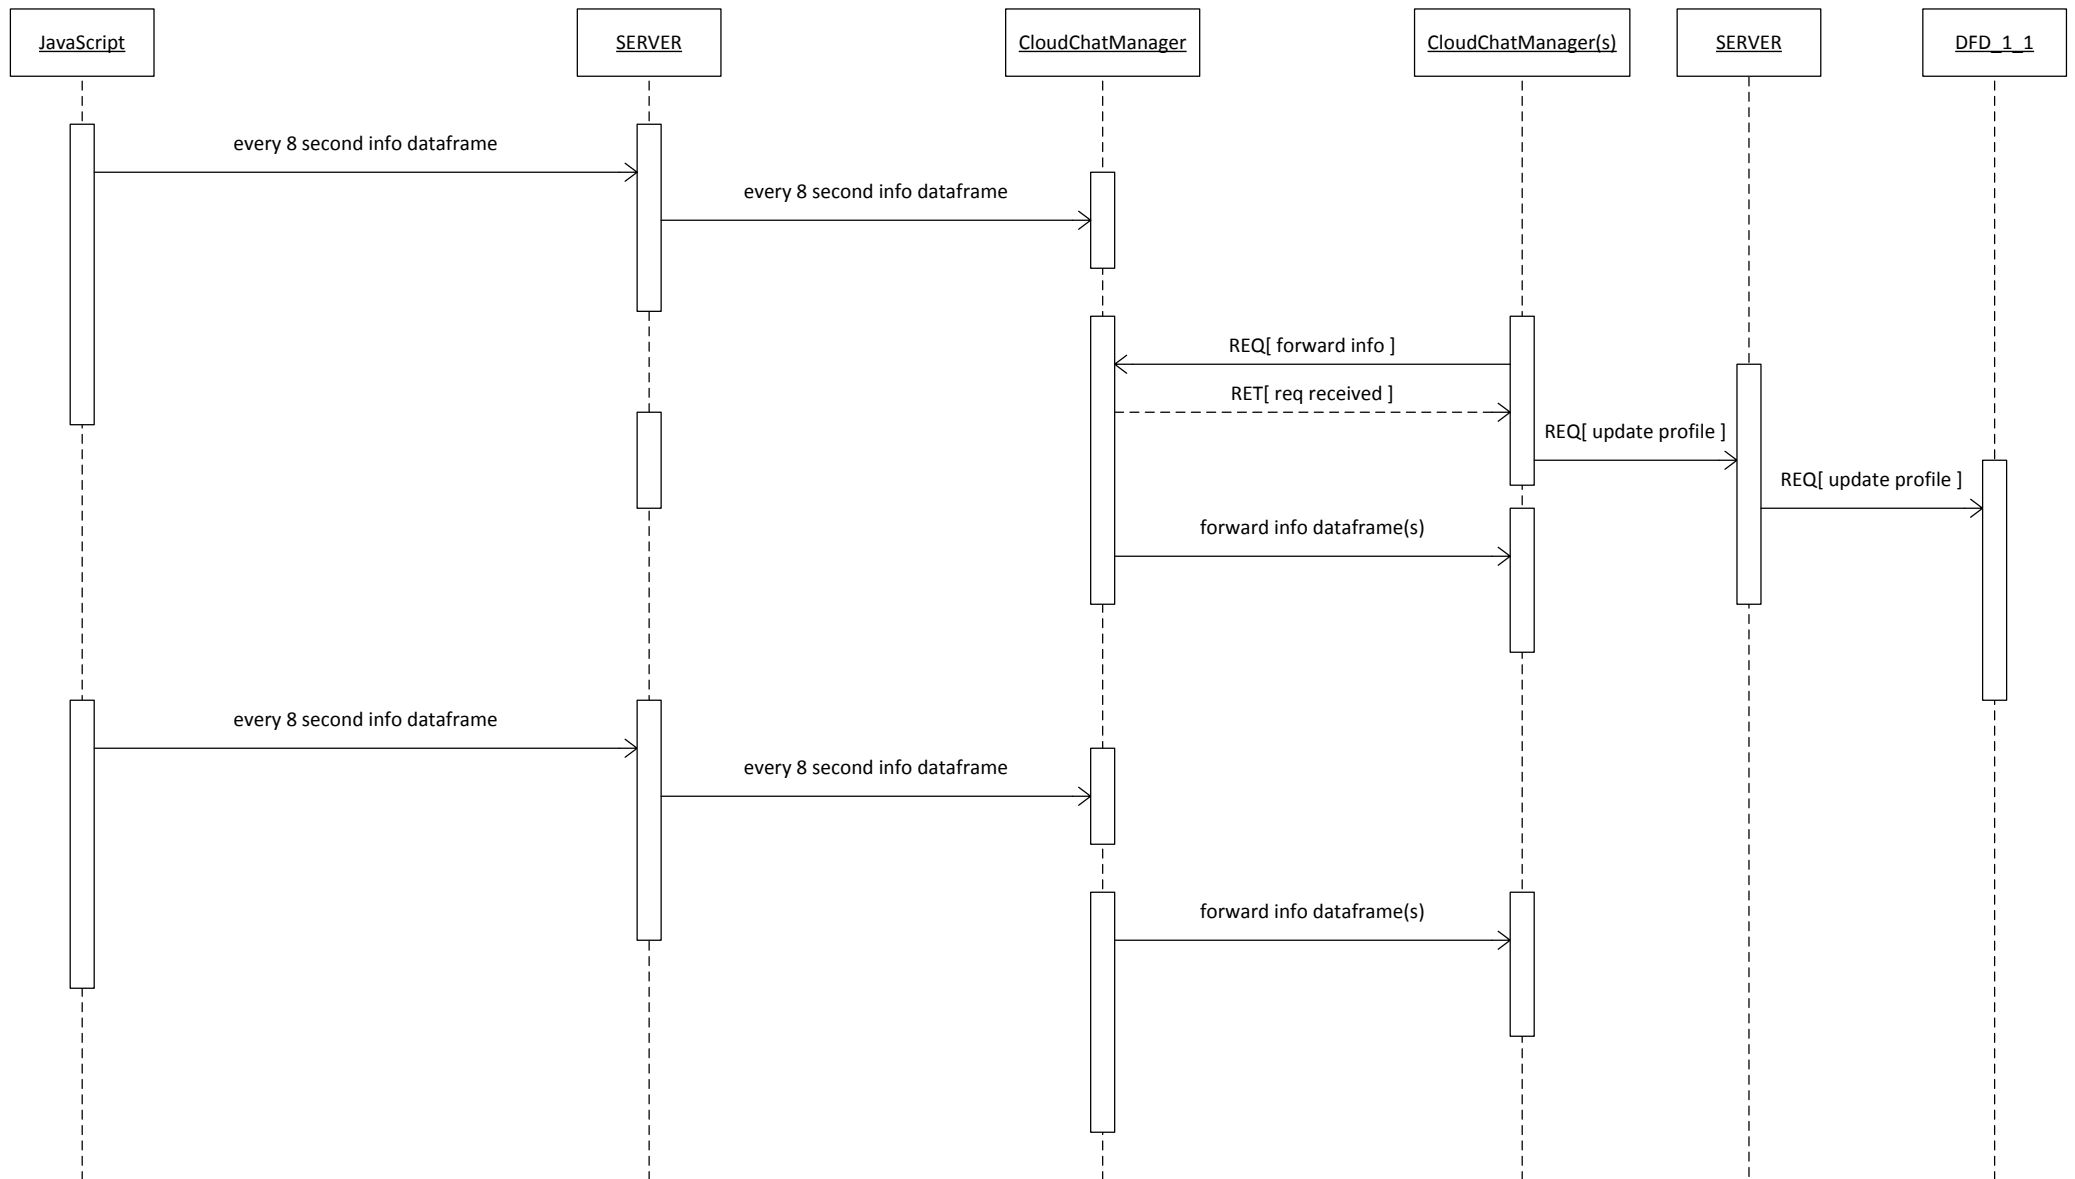 JavaScript
SERVER
CloudChatManager
CloudChatManager(s)
SERVER
DFD_1_1
every 8 second info dataframe
every 8 second info dataframe
REQ[ forward info ]
RET[ req received ]
REQ[ update profile ]
REQ[ update profile ]
forward info dataframe(s)
every 8 second info dataframe
every 8 second info dataframe
forward info dataframe(s)